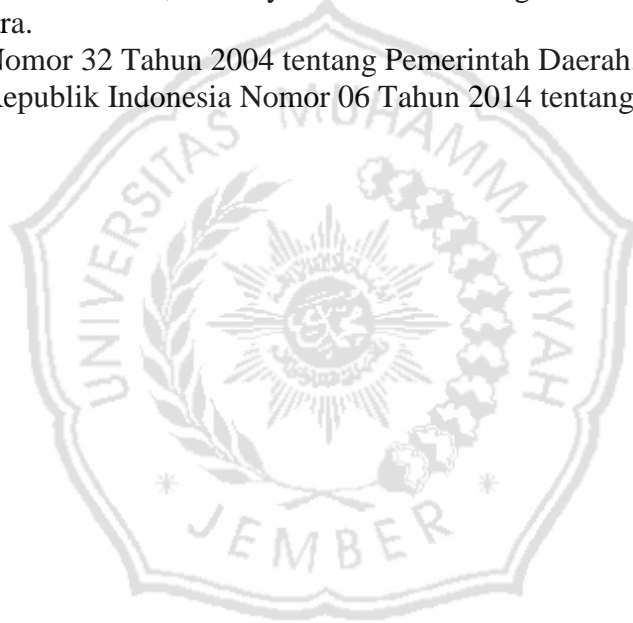 ra.
Nomor 32 Tahun 2004 tentang Pemerintah Daerah.
Republik Indonesia Nomor 06 Tahun 2014 tentang
UNIVERSITAS MUHAMMADIYAH
JEMBER